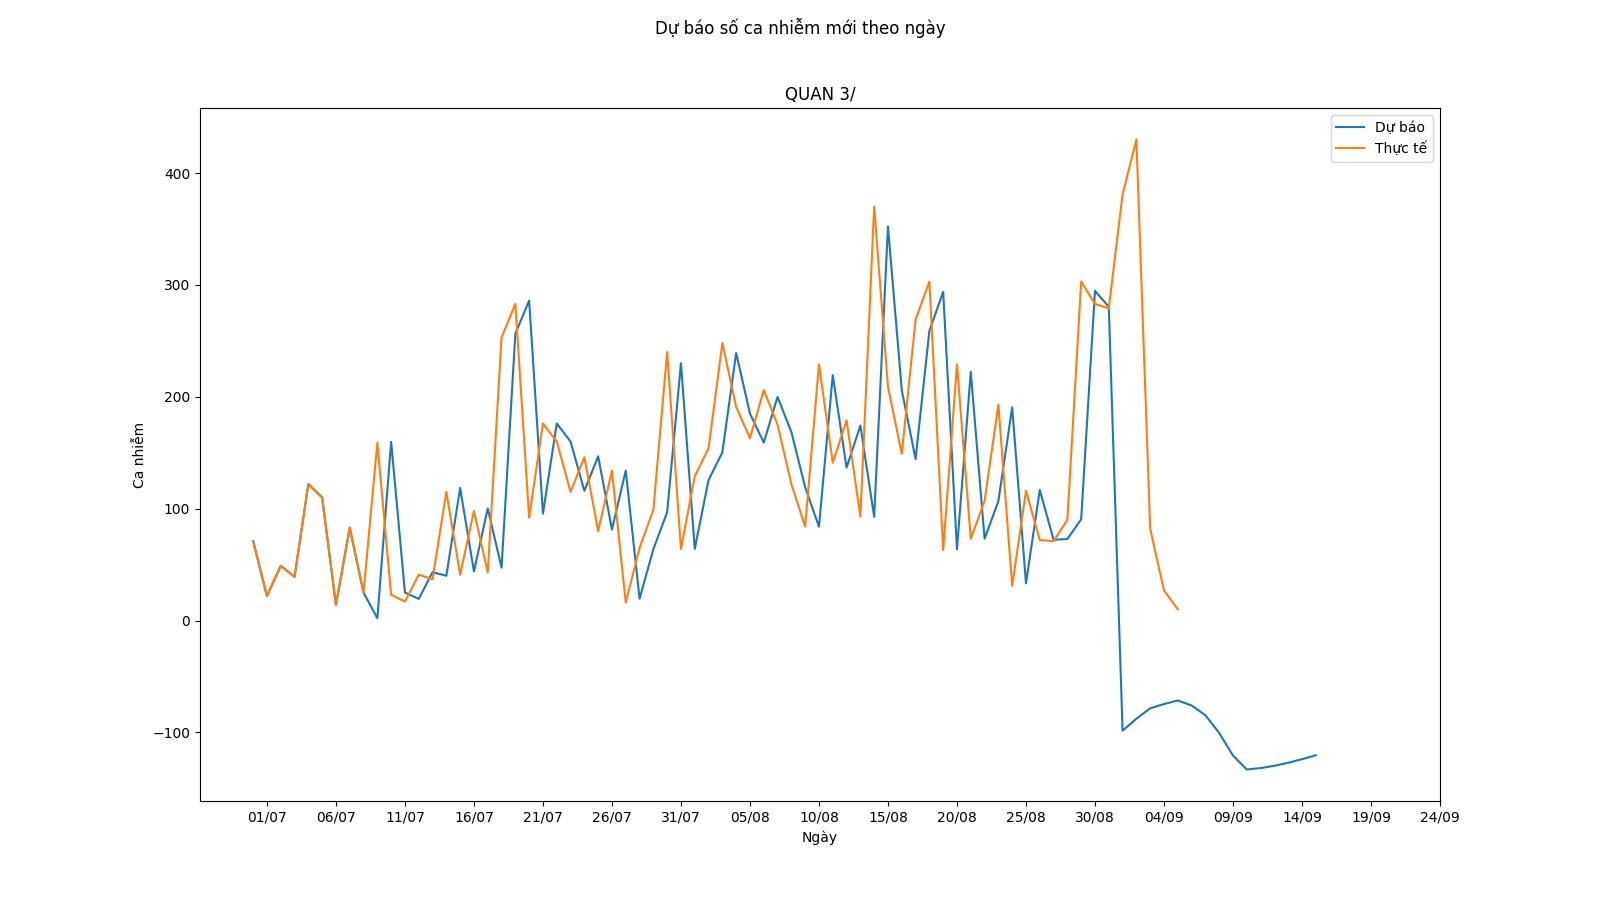 Dự báo số ca nhiễm mới theo ngày
QUAN 3/
Dự báo
Thực tế
400
300
200
100
0
−100
Ca nhiễm
01/07 06/07 11/07 16/07 21/07 26/07 31/07 05/08 10/08 15/08 20/08 25/08 30/08 04/09 09/09 14/09 19/09 24/09
Ngày